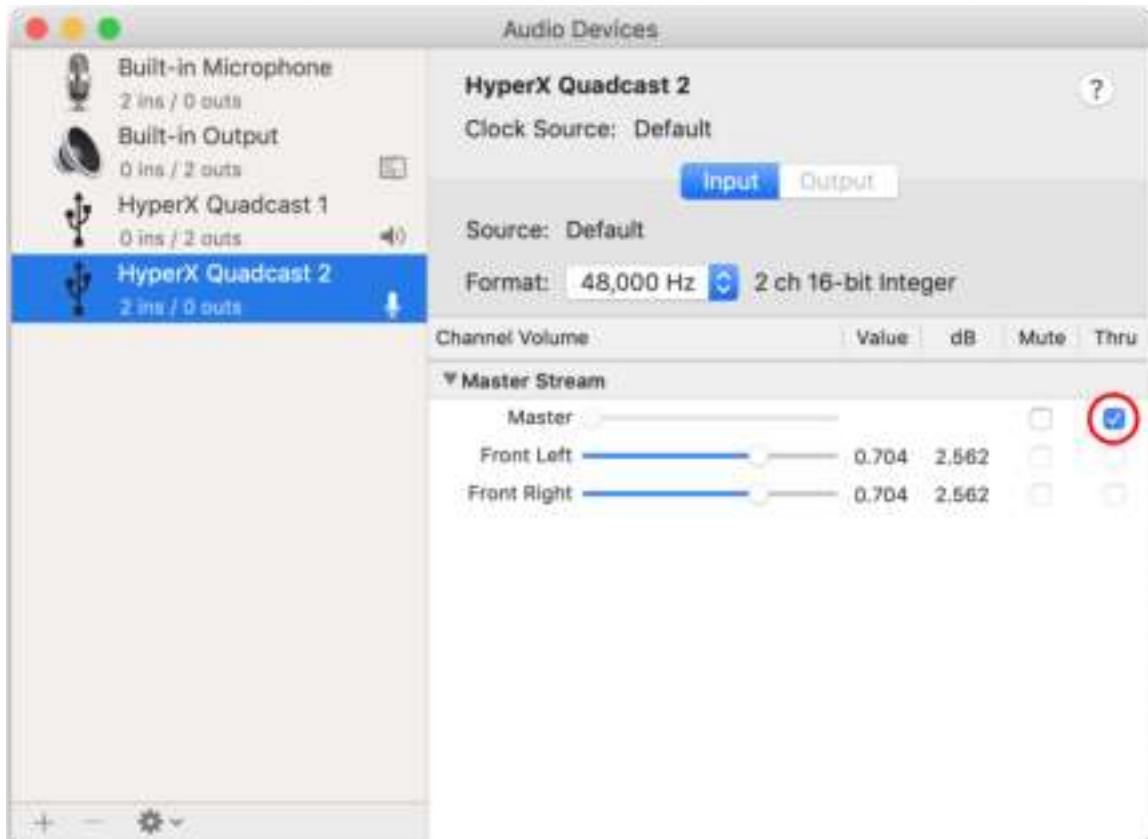 Audio Devices
Built-in Microphone
2 ins / 0 outs
Built-in Output
0 ins / 2 outs
HyperX Quadcast 1
0 ins / 2 outs
HyperX Quadcast 2
2 ins / 0 outs
HyperX Quadcast 2
?
Clock Source: Default
Input Output
Source: Default
Format: 48,000 Hz 2 ch 16-bit Integer
Channel Volume Value dB Mute Thru
Master Stream
Master
Front Left 0.704 2.562
Front Right 0.704 2.562